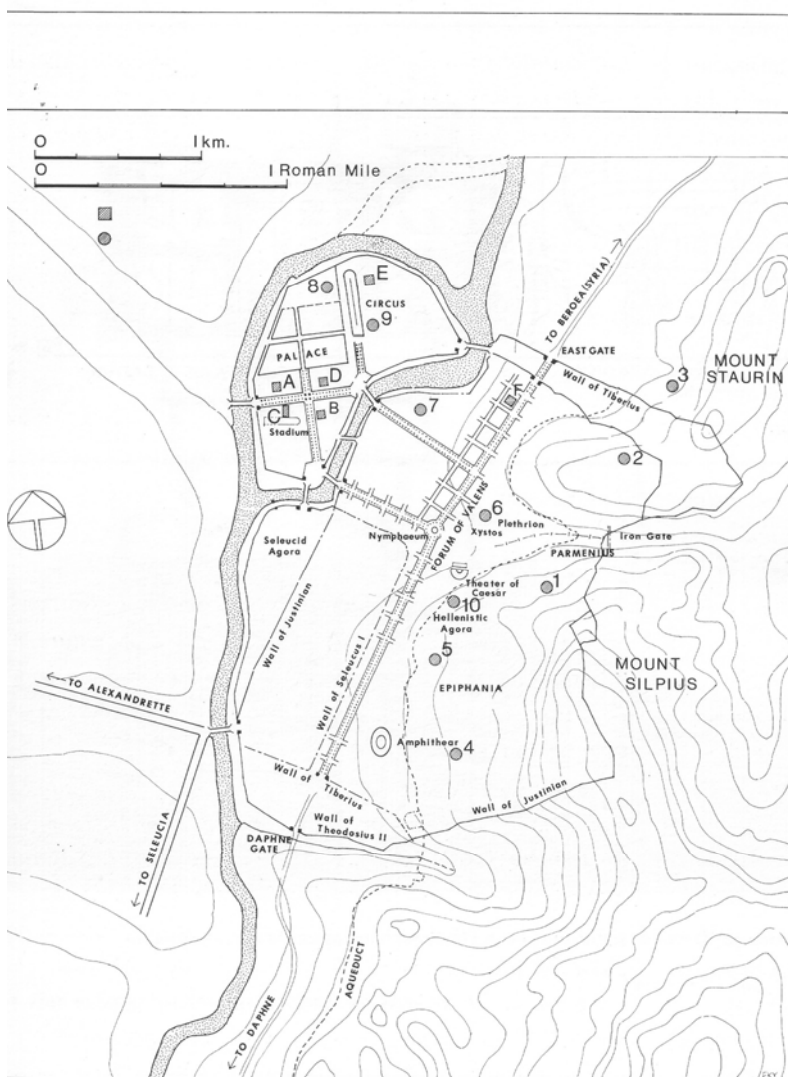 O 1 km.
O 1 Roman Mile
TO BEROEA (SYRIA)
8
E
CIRCUS
9
PALACE
EAST GATE
Wall of Tiberius
3
MOUNT
STAURIN
A
D
C
B
Stadium
7
F
2
6
Plethrion
Xystos
FORUM OF VALENS
Nymphaeum
Seleucid
Agora
Iron Gate
PARMENIUS
Theater of
Caesar
1
10
Hellenistic
Agora
Wall of Justinian
5
MOUNT
SILPIUS
EPIPHANIA
Wall of Seleucus I
TO ALEXANDRETTE
Amphithear
4
Wall of
Tiberius
Wall of Justinian
Wall of
Theodosius II
DAPHNE
GATE
TO SELEUCIA
AQUEDUCT
TO DAPHNE